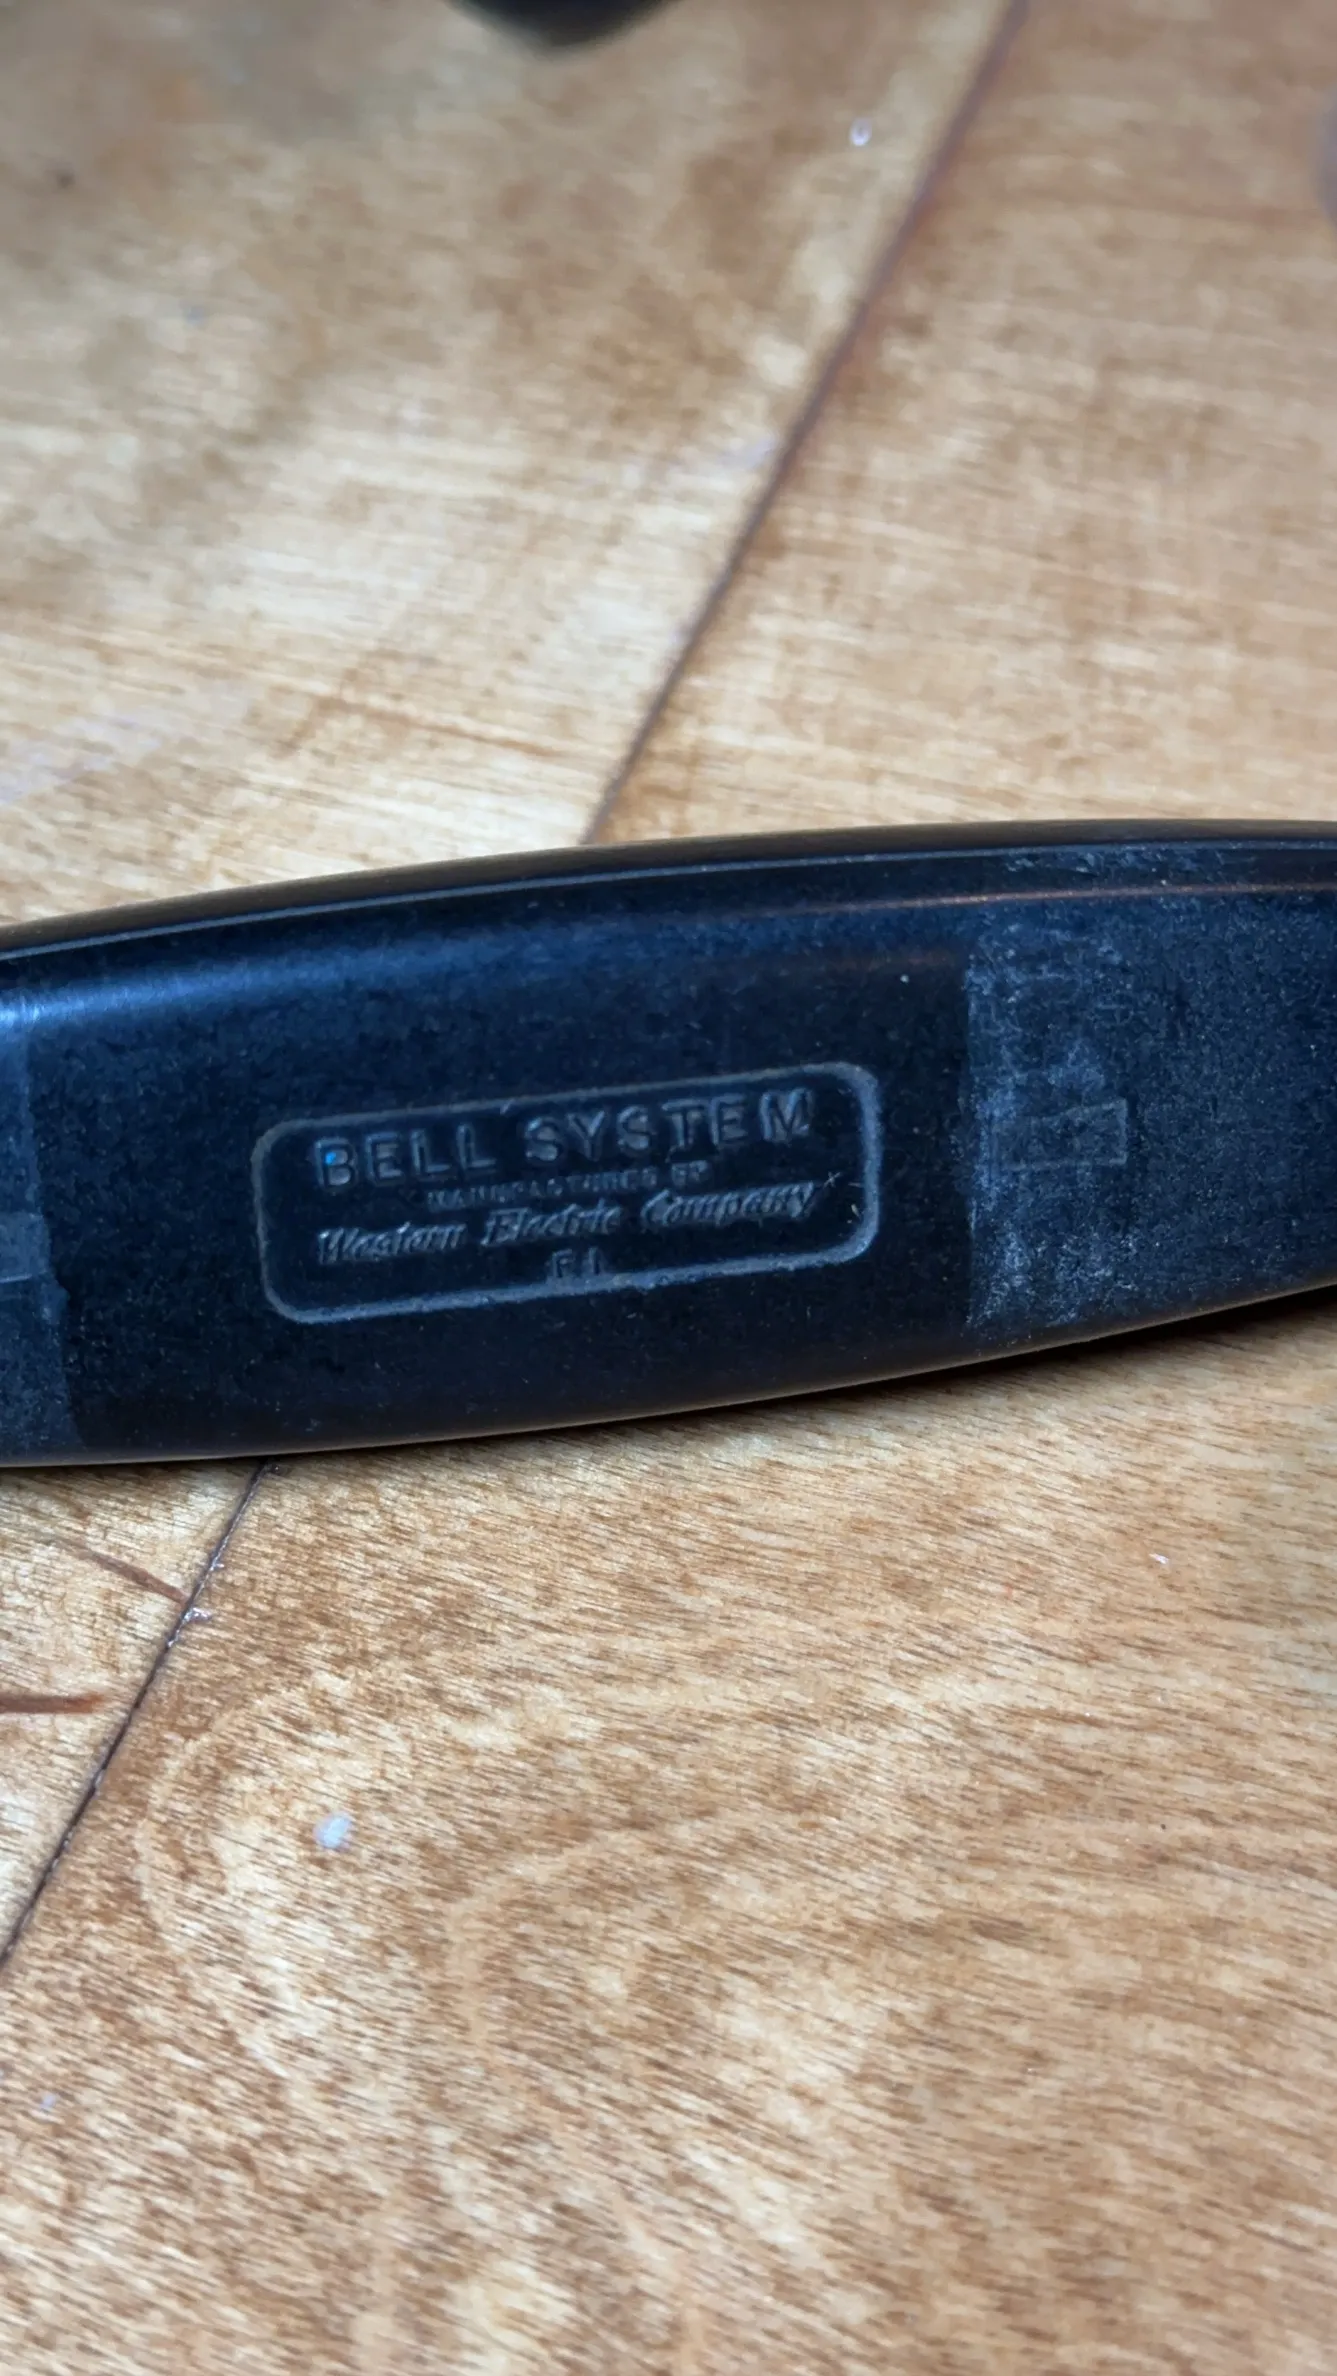 BELL SYSTEM
MANUFACTURED BY
Western Electric Company
F1